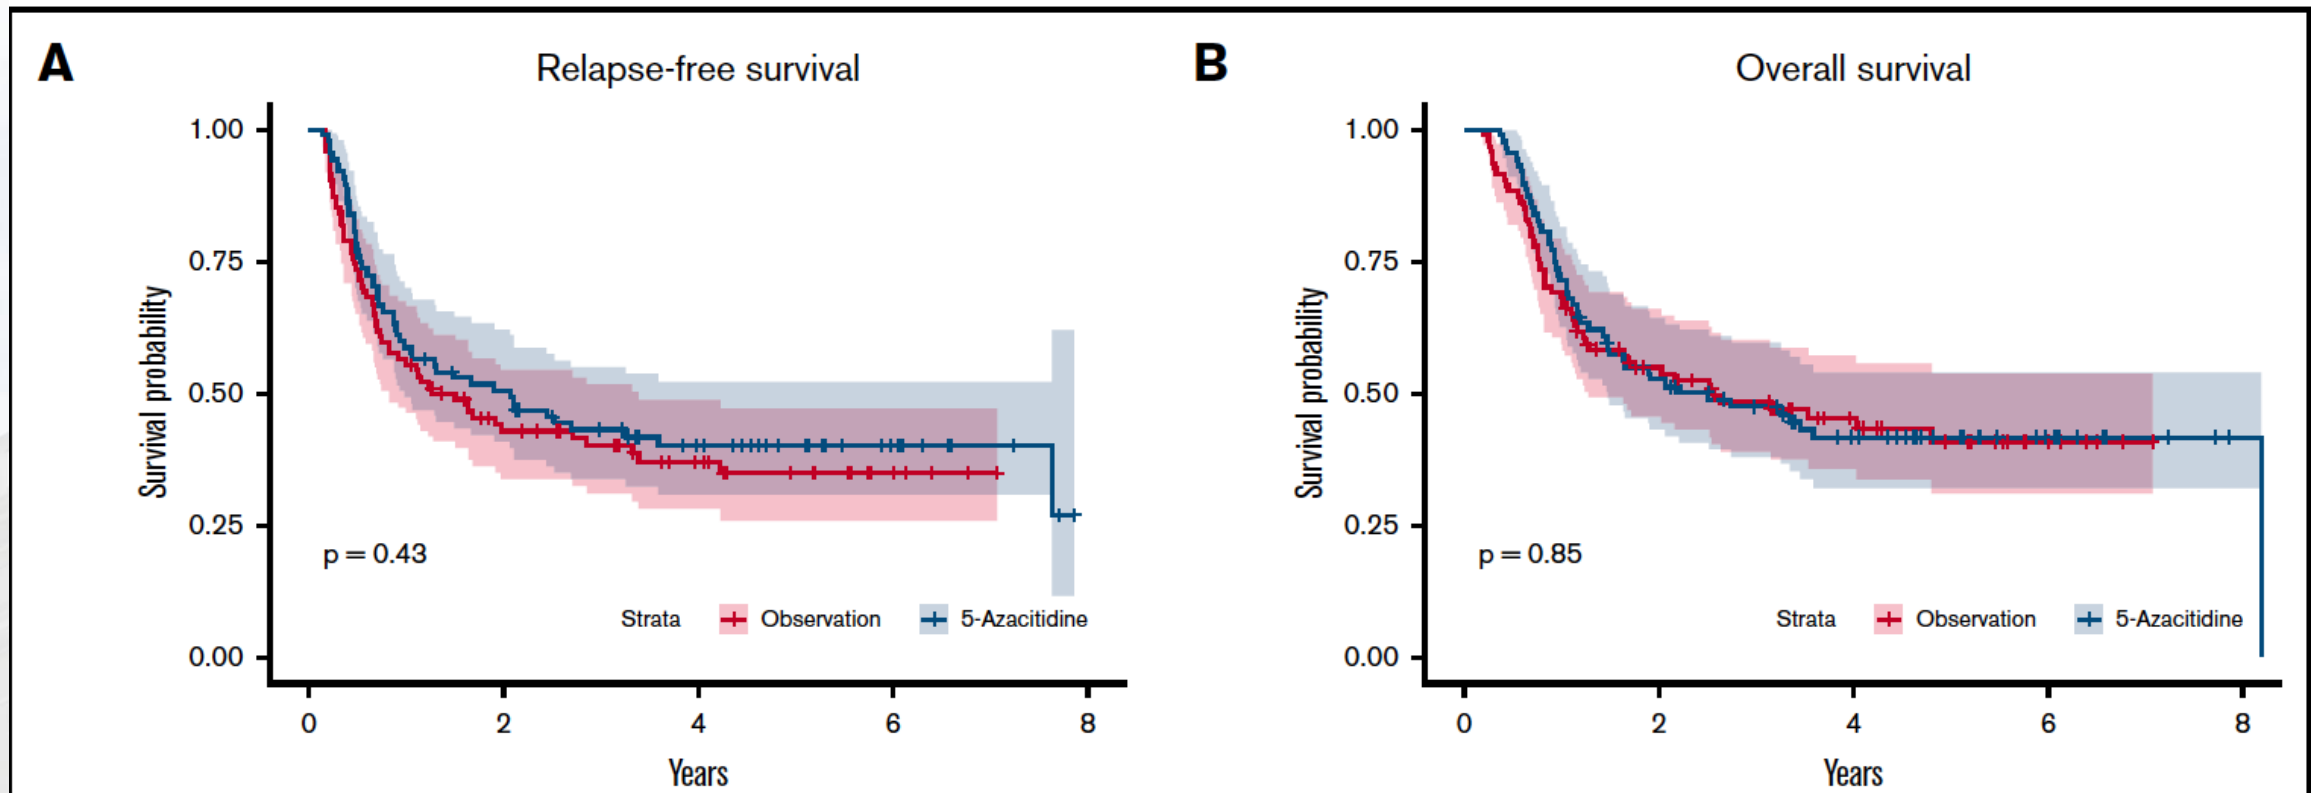 A
Relapse-free survival
Survival probability
1.00
0.75
0.50
0.25
0.00
p = 0.43
Strata Observation 5-Azacitidine
0 2 4 6 8
Years
B
Overall survival
Survival probability
1.00
0.75
0.50
0.25
0.00
p = 0.85
Strata Observation 5-Azacitidine
0 2 4 6 8
Years